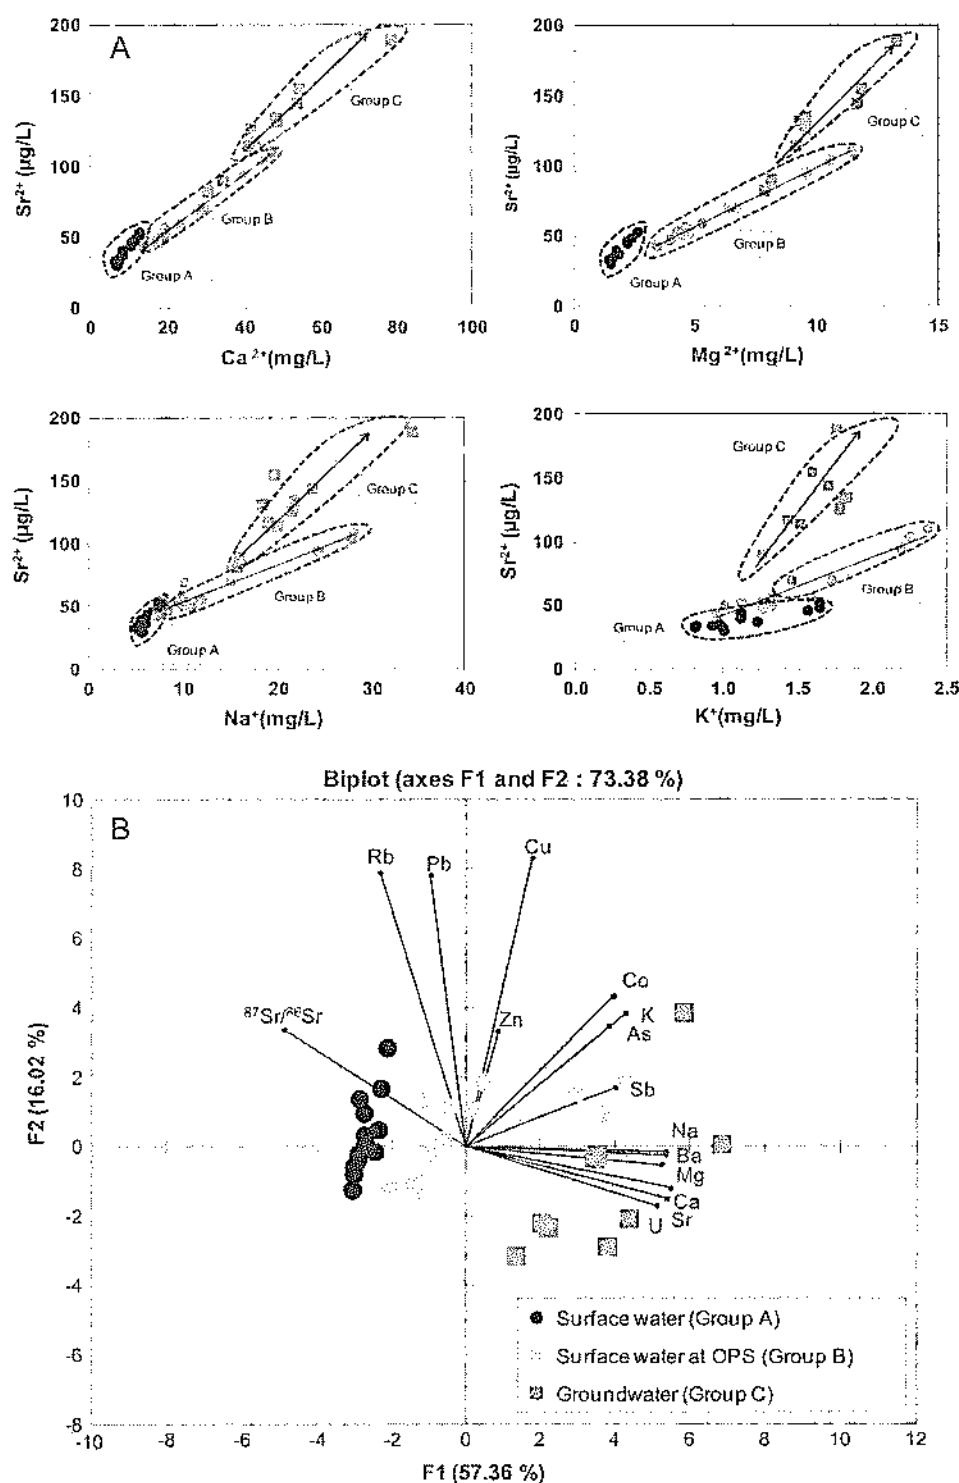 A
200
150
100
50
0
Sr²⁺ (µg/L)
Group C
Group B
Group A
0 20 40 60 80 100
Ca²⁺(mg/L)
200
150
100
50
0
Sr²⁺ (µg/L)
Group C
Group B
Group A
0 5 10 15
Mg²⁺(mg/L)
200
150
100
50
0
Sr²⁺ (µg/L)
Group C
Group B
Group A
0 10 20 30 40
Na⁺(mg/L)
200
150
100
50
0
Sr²⁺ (µg/L)
Group C
Group B
Group A
0.0 0.5 1.0 1.5 2.0 2.5
K⁺(mg/L)
Biplot (axes F1 and F2 : 73.38 %)
B
10
8
6
4
2
0
-2
-4
-6
-8
F2 (16.02 %)
Rb
Pb
Cu
⁸⁷Sr/⁸⁶Sr
Zn
Co
K
As
Sb
Na
Ba
Mg
Ca
U
Sr
Surface water (Group A)
Surface water at OPS (Group B)
Groundwater (Group C)
-10 -8 -6 -4 -2 0 2 4 6 8 10 12
F1 (57.36 %)